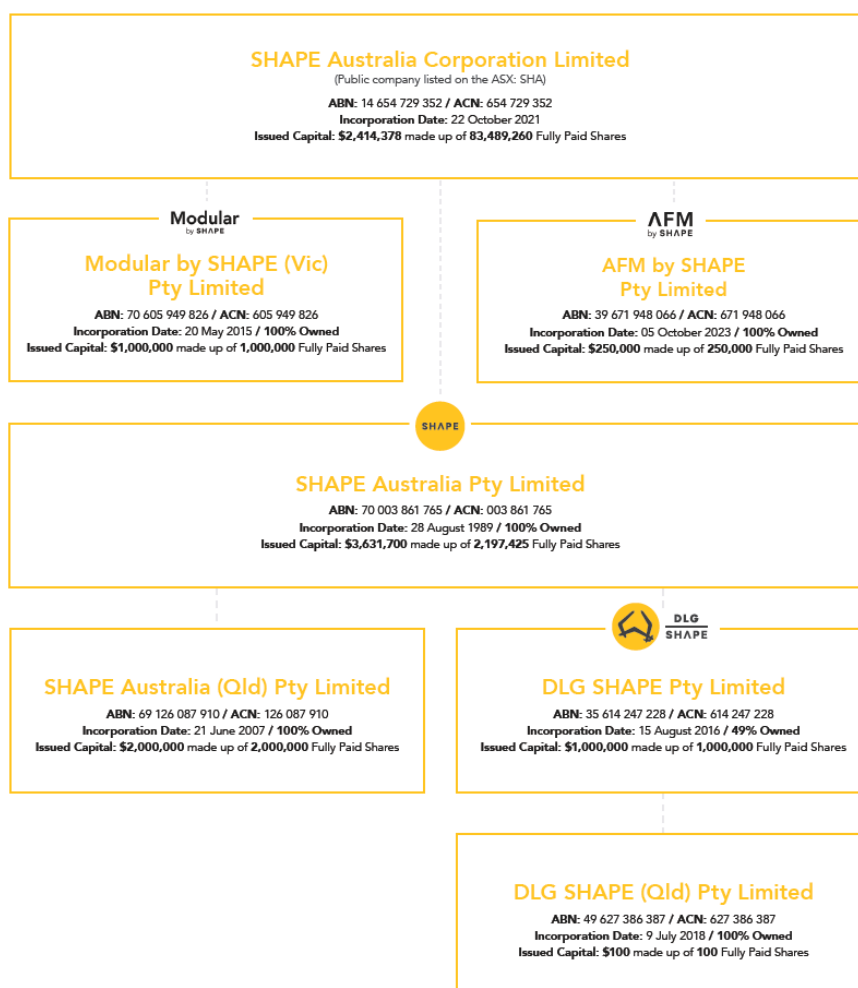 SHAPE Australia Corporation Limited
(Public company listed on the ASX: SHA)
ABN: 14 654 729 352 / ACN: 654 729 352
Incorporation Date: 22 October 2021
Issued Capital: $2,414,378 made up of 83,489,260 Fully Paid Shares
Modular
by SHAPE
Modular by SHAPE (Vic)
Pty Limited
ABN: 70 605 949 826 / ACN: 605 949 826
Incorporation Date: 20 May 2015 / 100% Owned
Issued Capital: $1,000,000 made up of 1,000,000 Fully Paid Shares
AFM
by SHAPE
AFM by SHAPE
Pty Limited
ABN: 39 671 948 066 / ACN: 671 948 066
Incorporation Date: 05 October 2023 / 100% Owned
Issued Capital: $250,000 made up of 250,000 Fully Paid Shares
SHAPE
SHAPE Australia Pty Limited
ABN: 70 003 861 765 / ACN: 003 861 765
Incorporation Date: 28 August 1989 / 100% Owned
Issued Capital: $3,631,700 made up of 2,197,425 Fully Paid Shares
SHAPE Australia (Qld) Pty Limited
ABN: 69 126 087 910 / ACN: 126 087 910
Incorporation Date: 21 June 2007 / 100% Owned
Issued Capital: $2,000,000 made up of 2,000,000 Fully Paid Shares
DLG
SHAPE
DLG SHAPE Pty Limited
ABN: 35 614 247 228 / ACN: 614 247 228
Incorporation Date: 15 August 2016 / 49% Owned
Issued Capital: $1,000,000 made up of 1,000,000 Fully Paid Shares
DLG SHAPE (Qld) Pty Limited
ABN: 49 627 386 387 / ACN: 627 386 387
Incorporation Date: 9 July 2018 / 100% Owned
Issued Capital: $100 made up of 100 Fully Paid Shares